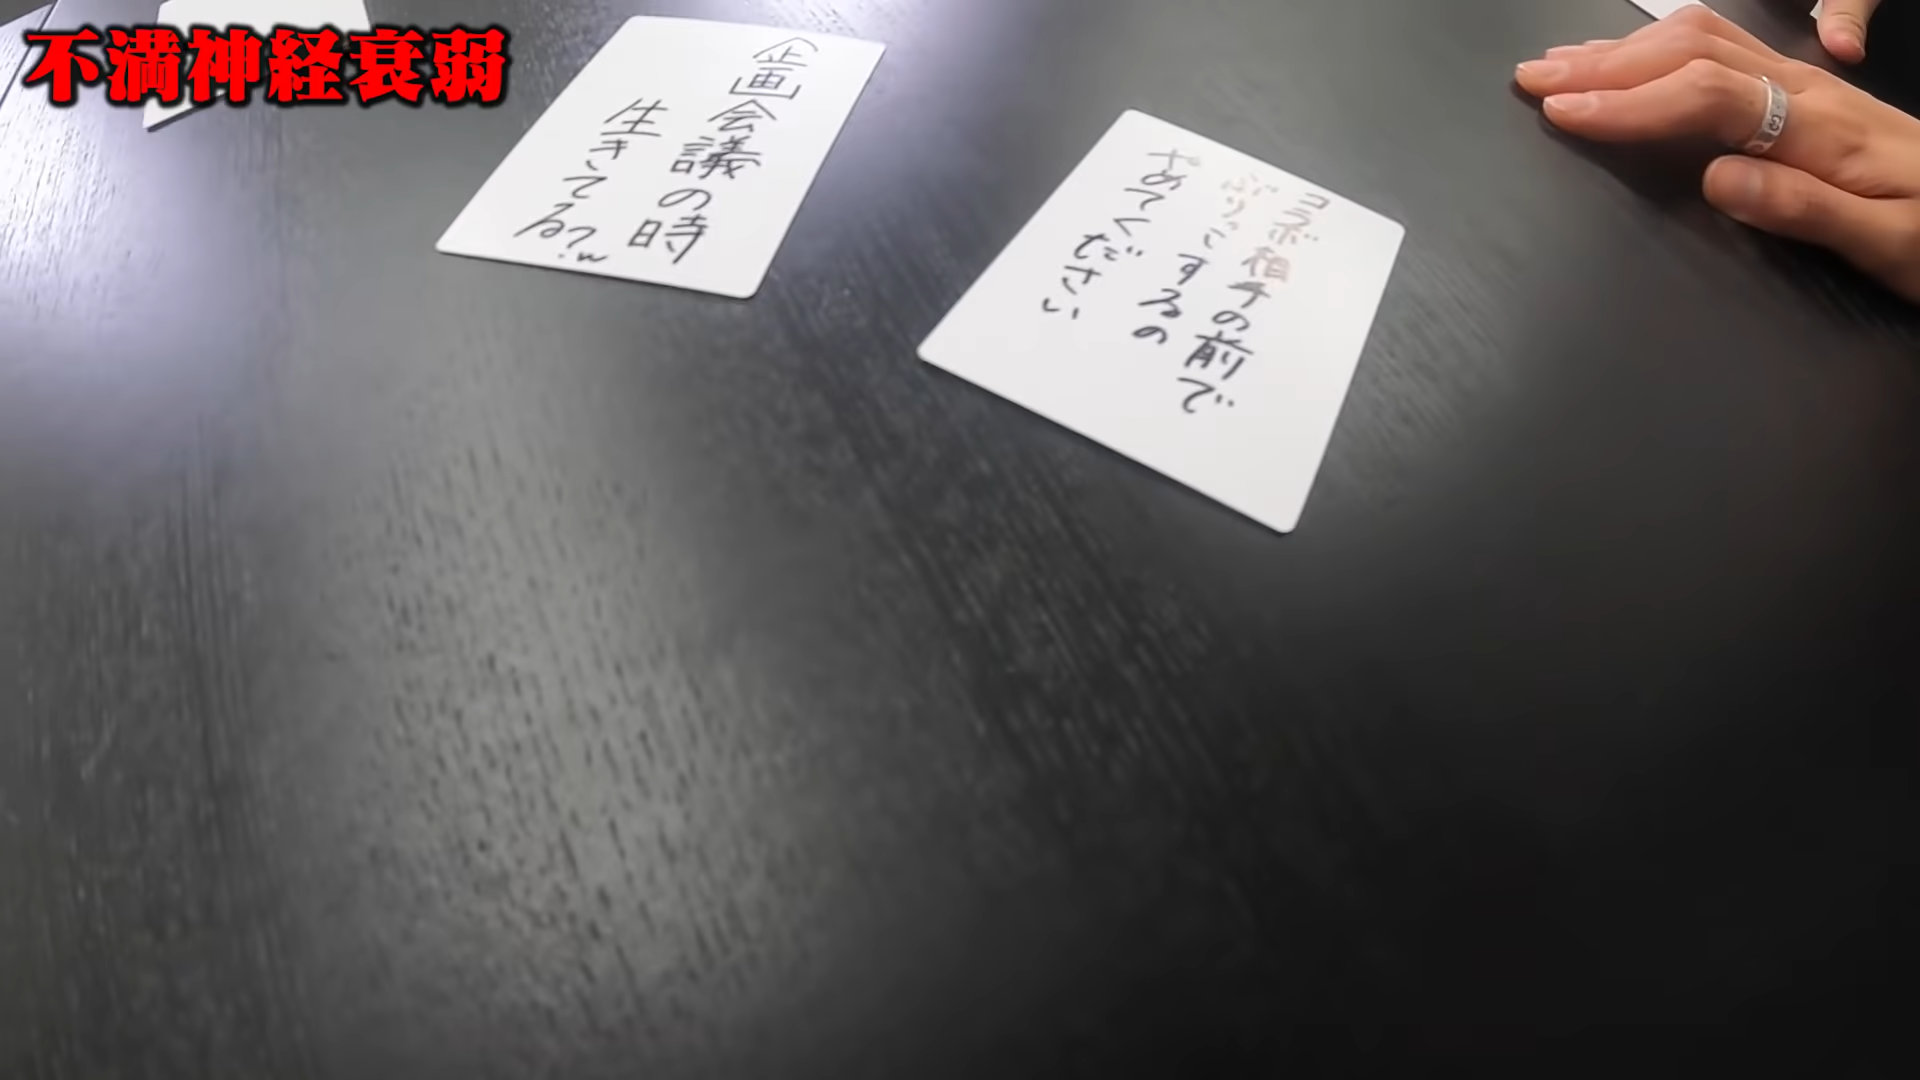 不満神経衰弱
企画会議の時
生きてる?w
コラボ相手の前で
ぶりっこするの
やめてください